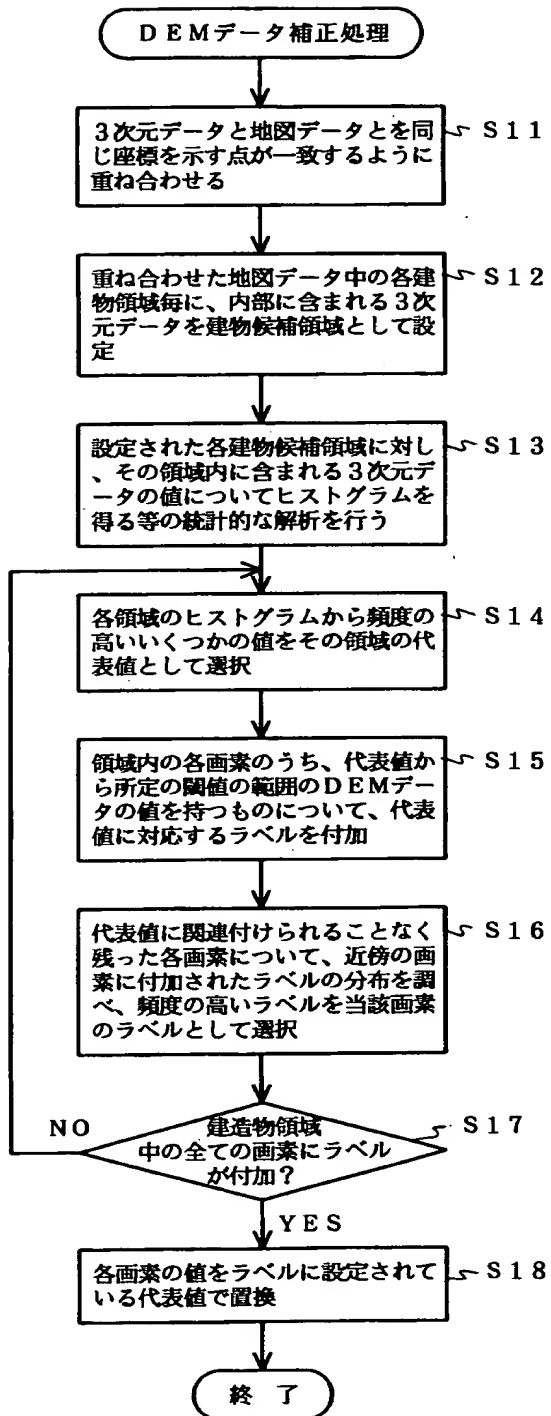 DEMデータ補正処理
3次元データと地図データとを同
じ座標を示す点が一致するように
重ね合わせる
S11
重ね合わせた地図データ中の各建
物領域毎に、内部に含まれる3次
元データを建物候補領域として設
定
S12
設定された各建物候補領域に対し
、その領域内に含まれる3次元デ
ータの値についてヒストグラムを
得る等の統計的な解析を行う
S13
各領域のヒストグラムから頻度の
高いいくつかの値をその領域の代
表値として選択
S14
領域内の各画素のうち、代表値か
ら所定の閾値の範囲のDEMデー
タの値を持つものについて、代表
値に対応するラベルを付加
S15
代表値に関連付けられることなく
残った各画素について、近傍の画
素に付加されたラベルの分布を調
べ、頻度の高いラベルを当該画素
のラベルとして選択
S16
NO
建造物領域
中の全ての画素にラベル
が付加?
S17
YES
各画素の値をラベルに設定されて
いる代表値で置換
S18
終了